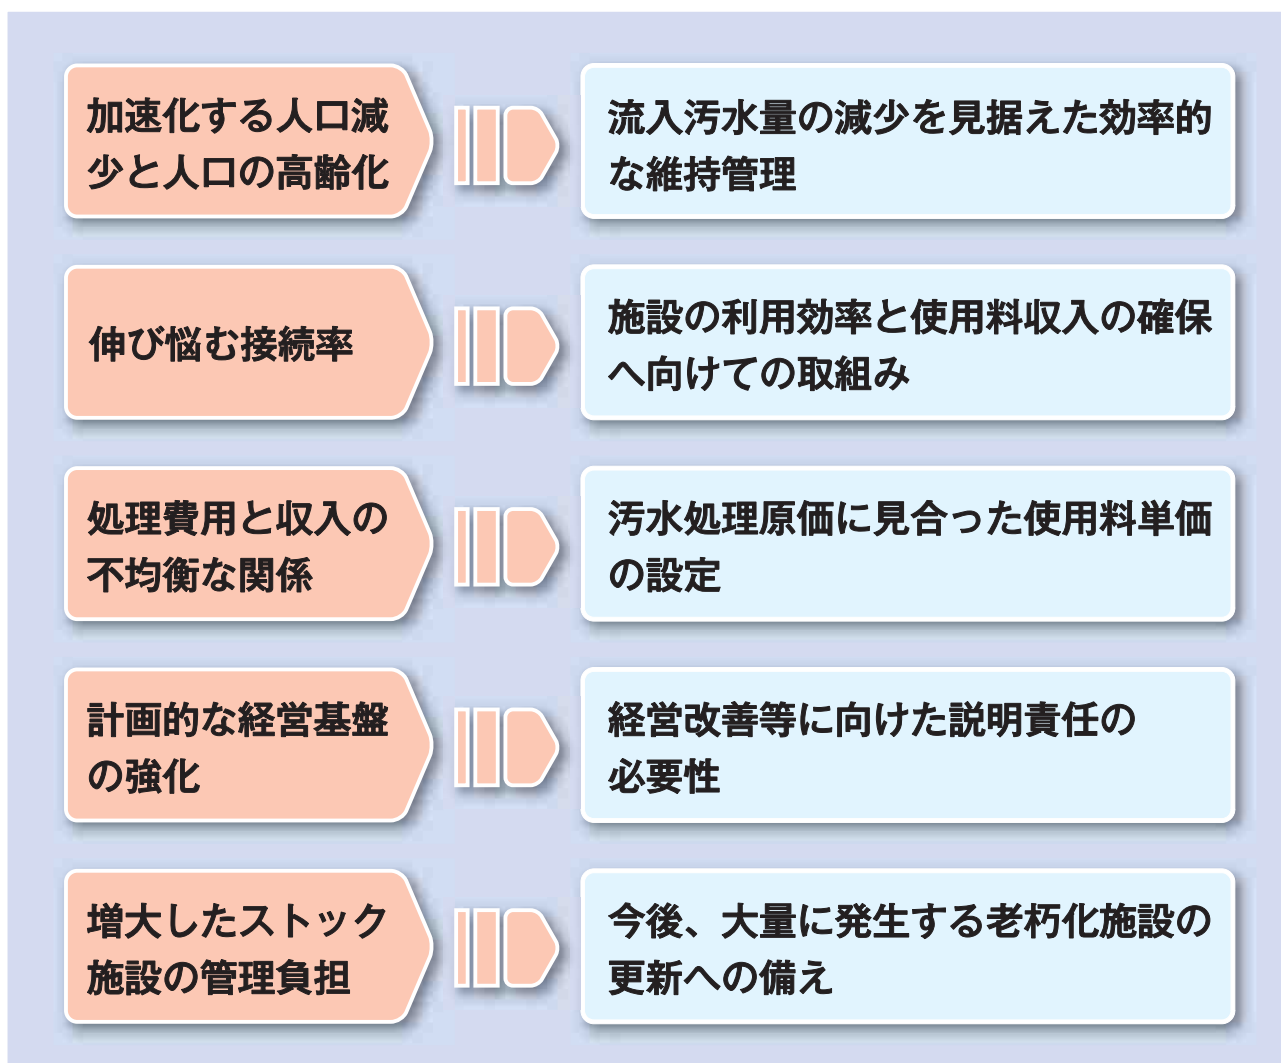 加速化する人口減
少と人口の高齢化
流入汚水量の減少を見据えた効率的
な維持管理
伸び悩む接続率
施設の利用効率と使用料収入の確保
へ向けての取組み
処理費用と収入の
不均衡な関係
汚水処理原価に見合った使用料単価
の設定
計画的な経営基盤
の強化
経営改善等に向けた説明責任の
必要性
増大したストック
施設の管理負担
今後、大量に発生する老朽化施設の
更新への備え